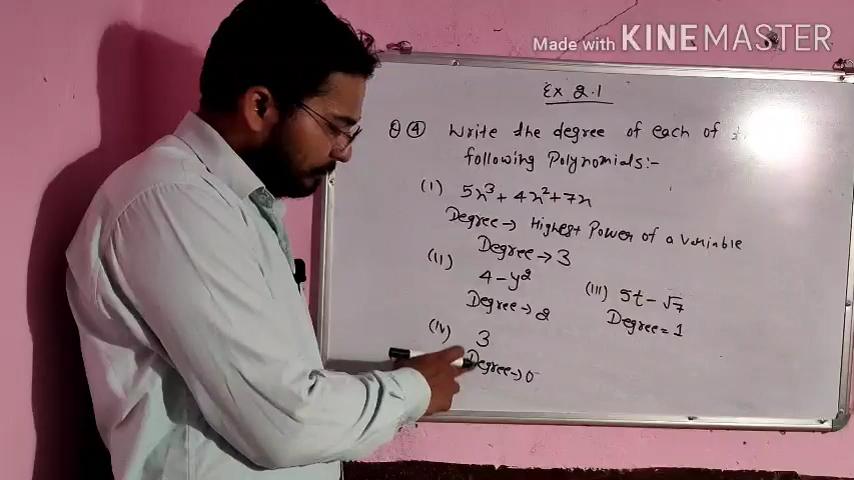 Made with KINEMASTER
Ex 2.1
Q 4 Write the degree of each of
following Polynomials:-
(i) 5x³ + 4x² + 7x
Degree → Highest Power of a variable
Degree → 3
(ii) 4 - y²
Degree → 2
(iii) 5t - √7
Degree = 1
(iv) 3
Degree → 0